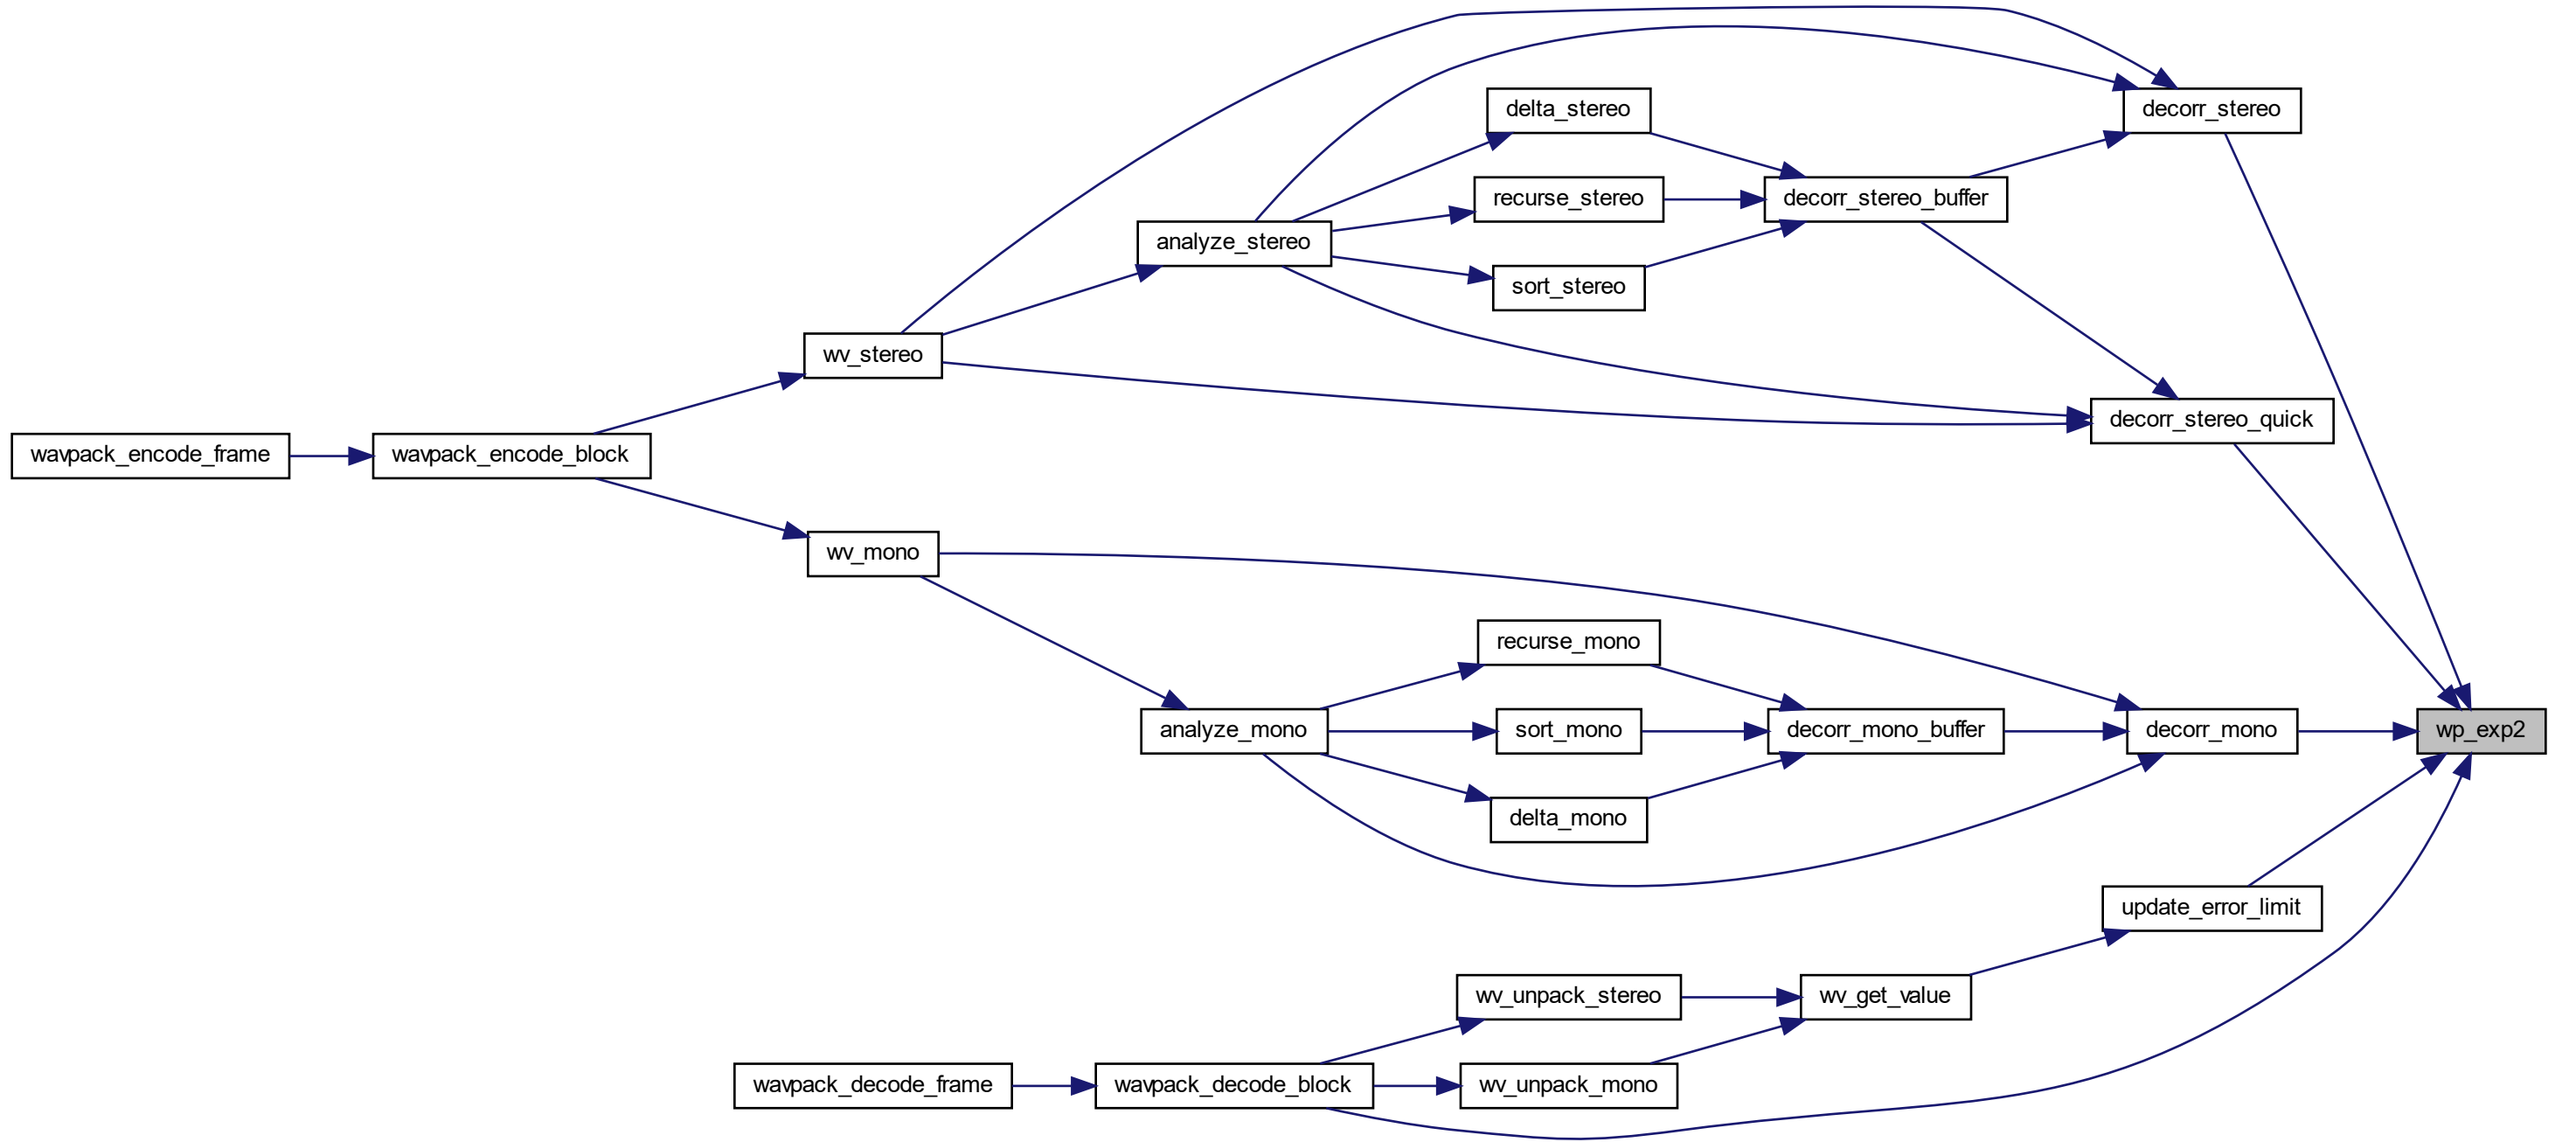 delta_stereo
decorr_stereo
recurse_stereo
decorr_stereo_buffer
analyze_stereo
sort_stereo
wv_stereo
decorr_stereo_quick
wavpack_encode_frame
wavpack_encode_block
wv_mono
recurse_mono
analyze_mono
sort_mono
decorr_mono_buffer
decorr_mono
wp_exp2
delta_mono
update_error_limit
wv_unpack_stereo
wv_get_value
wavpack_decode_frame
wavpack_decode_block
wv_unpack_mono